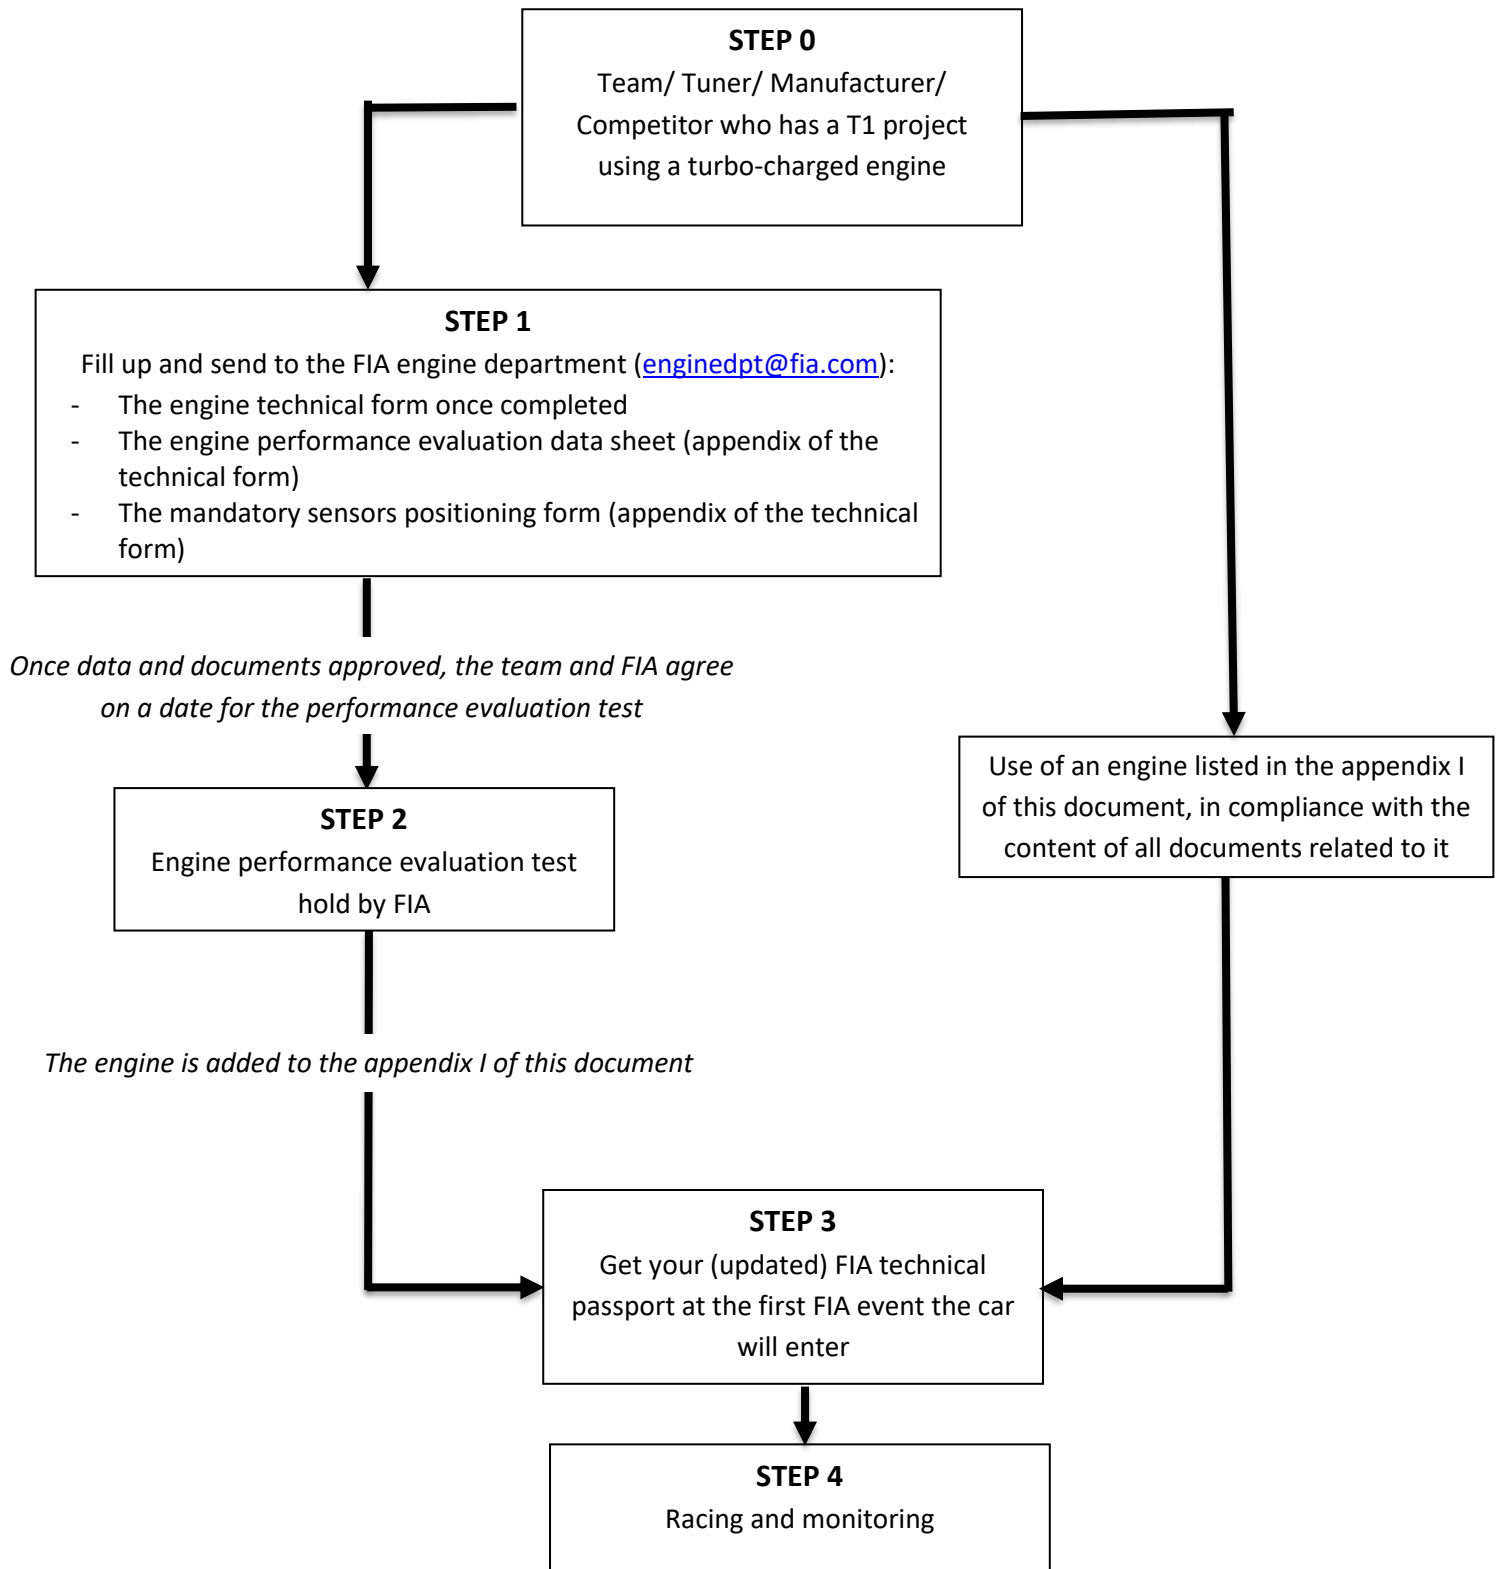 STEP 0
Team/ Tuner/ Manufacturer/
Competitor who has a T1 project
using a turbo-charged engine
STEP 1
Fill up and send to the FIA engine department (enginedpt@fia.com):
- The engine technical form once completed
- The engine performance evaluation data sheet (appendix of the
technical form)
- The mandatory sensors positioning form (appendix of the technical
form)
Once data and documents approved, the team and FIA agree
on a date for the performance evaluation test
Use of an engine listed in the appendix I
of this document, in compliance with the
content of all documents related to it
STEP 2
Engine performance evaluation test
hold by FIA
The engine is added to the appendix I of this document
STEP 3
Get your (updated) FIA technical
passport at the first FIA event the car
will enter
STEP 4
Racing and monitoring